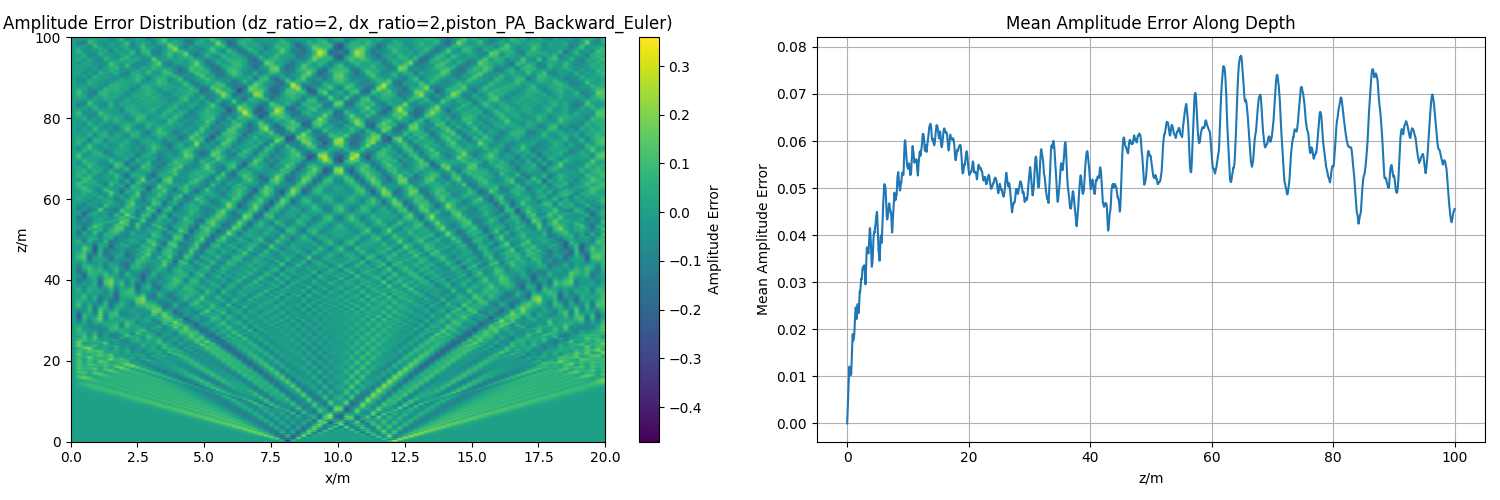 Amplitude Error Distribution (dz_ratio=2, dx_ratio=2,piston_PA_Backward_Euler)
100
80
60
40
20
0
z/m
0.0 2.5 5.0 7.5 10.0 12.5 15.0 17.5 20.0
x/m
0.3
0.2
0.1
0.0
−0.1
−0.2
−0.3
−0.4
Amplitude Error
Mean Amplitude Error Along Depth
0.08
0.07
0.06
0.05
0.04
0.03
0.02
0.01
0.00
Mean Amplitude Error
0 20 40 60 80 100
z/m